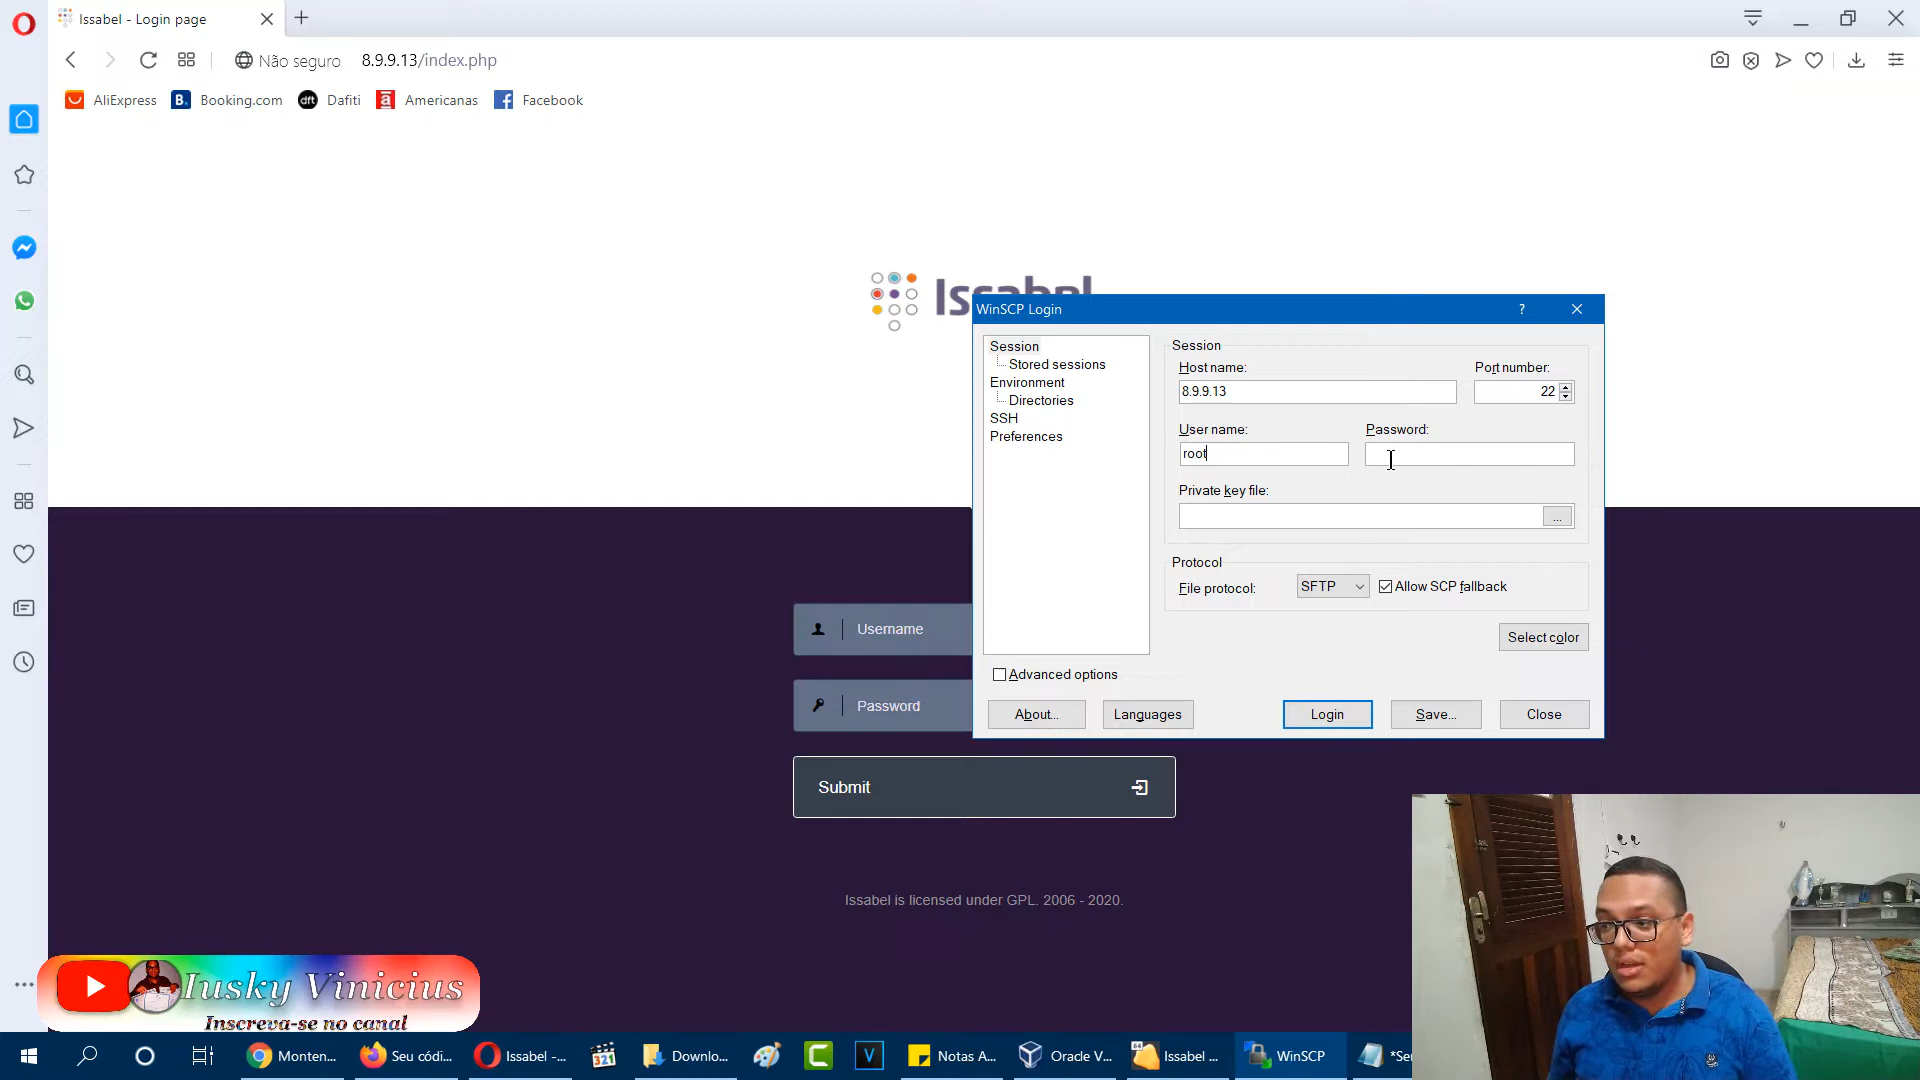 Issabel - Login page
Não seguro 8.9.9.13/index.php
AliExpress
Booking.com
Dafiti
Americanas
Facebook
WinSCP Login
Session
Stored sessions
Environment
Directories
SSH
Preferences
Session
Host name:
Port number:
8.9.9.13
22
User name:
Password:
root
Private key file:
...
Protocol
File protocol:
SFTP
Allow SCP fallback
Select color
Advanced options
About...
Languages
Login
Save...
Close
Username
Password
Submit
Issabel is licensed under GPL. 2006 - 2020.
Iusky Vinicius
Inscreva-se no canal
Monten...
Seu códi...
Issabel -...
321
Downlo...
V
Notas A...
Oracle V...
64
Issabel ...
WinSCP
*Ser